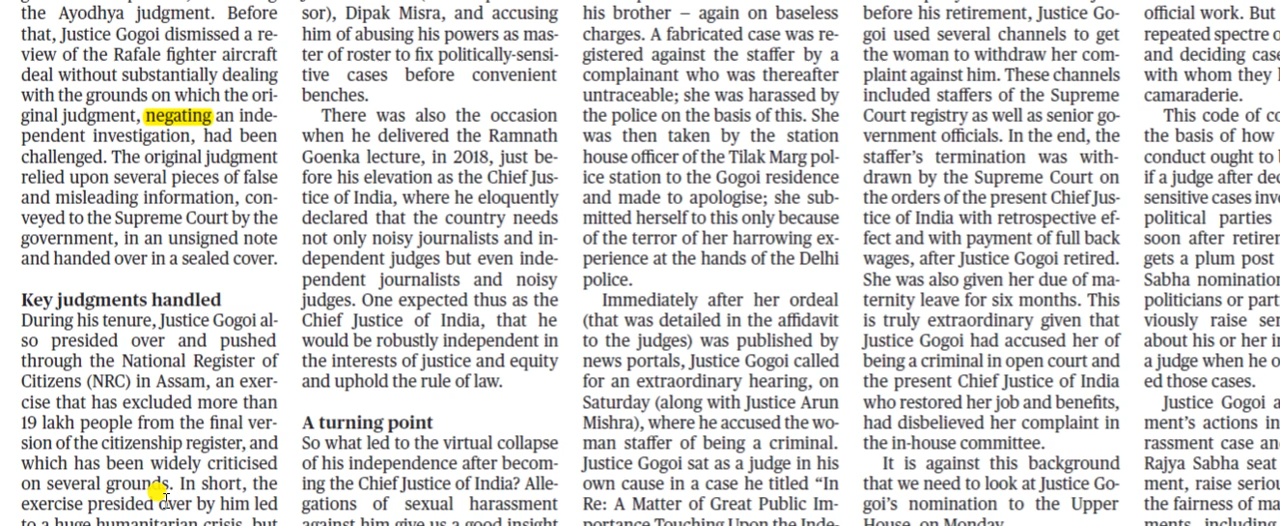 the Ayodhya judgment. Before
that, Justice Gogoi dismissed a re-
view of the Rafale fighter aircraft
deal without substantially dealing
with the grounds on which the ori-
ginal judgment, negating an inde-
pendent investigation, had been
challenged. The original judgment
relied upon several pieces of false
and misleading information, con-
veyed to the Supreme Court by the
government, in an unsigned note
and handed over in a sealed cover.
Key judgments handled
During his tenure, Justice Gogoi al-
so presided over and pushed
through the National Register of
Citizens (NRC) in Assam, an exer-
cise that has excluded more than
19 lakh people from the final ver-
sion of the citizenship register, and
which has been widely criticised
on several grounds. In short, the
exercise presided over by him led
to a huge humanitarian crisis, but
sor), Dipak Misra, and accusing
him of abusing his powers as mas-
ter of roster to fix politically-sensi-
tive cases before convenient
benches.
There was also the occasion
when he delivered the Ramnath
Goenka lecture, in 2018, just be-
fore his elevation as the Chief Jus-
tice of India, where he eloquently
declared that the country needs
not only noisy journalists and in-
dependent judges but even inde-
pendent journalists and noisy
judges. One expected thus as the
Chief Justice of India, that he
would be robustly independent in
the interests of justice and equity
and uphold the rule of law.
A turning point
So what led to the virtual collapse
of his independence after becom-
ing the Chief Justice of India? Alle-
gations of sexual harassment
against him give us a good insight
his brother – again on baseless
charges. A fabricated case was re-
gistered against the staffer by a
complainant who was thereafter
untraceable; she was harassed by
the police on the basis of this. She
was then taken by the station
house officer of the Tilak Marg pol-
ice station to the Gogoi residence
and made to apologise; she sub-
mitted herself to this only because
of the terror of her harrowing ex-
perience at the hands of the Delhi
police.
Immediately after her ordeal
(that was detailed in the affidavit
to the judges) was published by
news portals, Justice Gogoi called
for an extraordinary hearing, on
Saturday (along with Justice Arun
Mishra), where he accused the wo-
man staffer of being a criminal.
Justice Gogoi sat as a judge in his
own cause in a case he titled “In
Re: A Matter of Great Public Im-
portance Touching Upon the Inde-
before his retirement, Justice Go-
goi used several channels to get
the woman to withdraw her com-
plaint against him. These channels
included staffers of the Supreme
Court registry as well as senior go-
vernment officials. In the end, the
staffer’s termination was with-
drawn by the Supreme Court on
the orders of the present Chief Jus-
tice of India with retrospective ef-
fect and with payment of full back
wages, after Justice Gogoi retired.
She was also given her due of ma-
ternity leave for six months. This
is truly extraordinary given that
Justice Gogoi had accused her of
being a criminal in open court and
the present Chief Justice of India
who restored her job and benefits,
had disbelieved her complaint in
the in-house committee.
It is against this background
that we need to look at Justice Go-
goi’s nomination to the Upper
House, on Monday.
official work. But
repeated spectre
and deciding
with whom they
camaraderie.
This code of
the basis of how
conduct ought to
if a judge after
sensitive cases
political parties
soon after
gets a plum post
Sabha
politicians or
viously raise
about his or her
a judge when he
ed those cases.
Justice Gogoi
ment’s actions in
rassment case
Rajya Sabha seat
ment, raise
the fairness of
ments, including